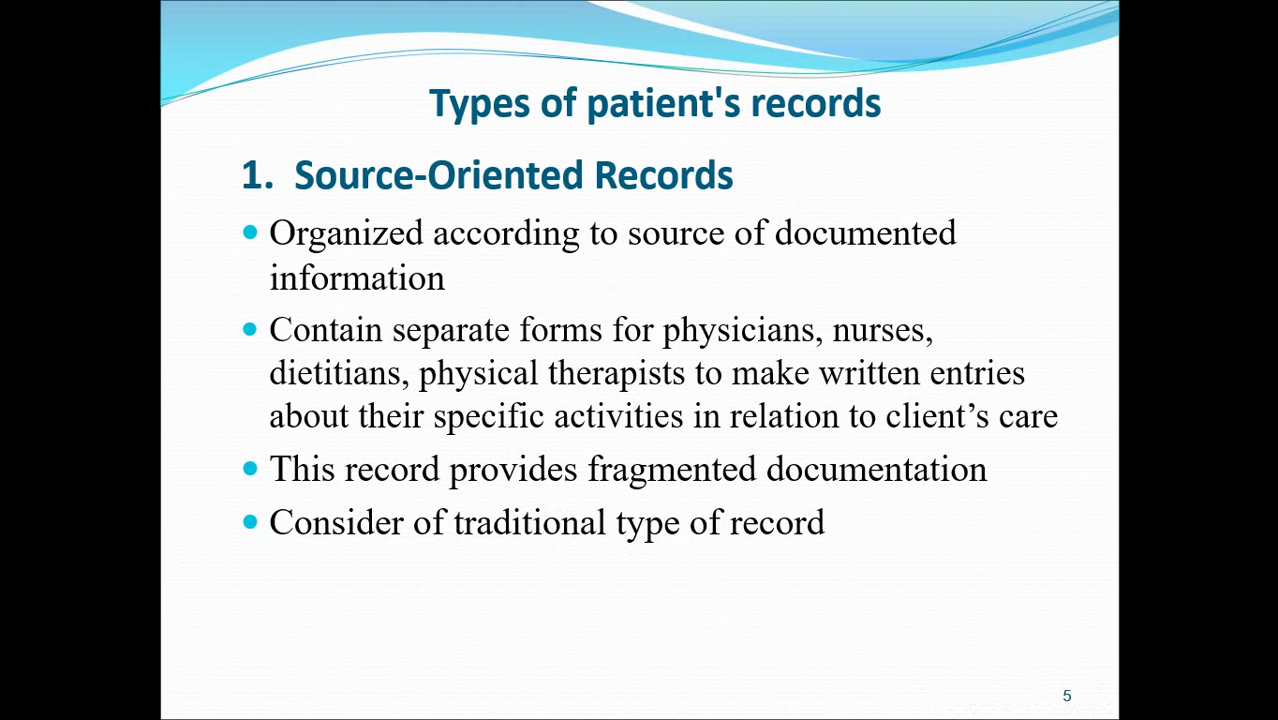 Types of patient's records
1. Source-Oriented Records
• Organized according to source of documented
information
• Contain separate forms for physicians, nurses,
dietitians, physical therapists to make written entries
about their specific activities in relation to client’s care
• This record provides fragmented documentation
• Consider of traditional type of record
5